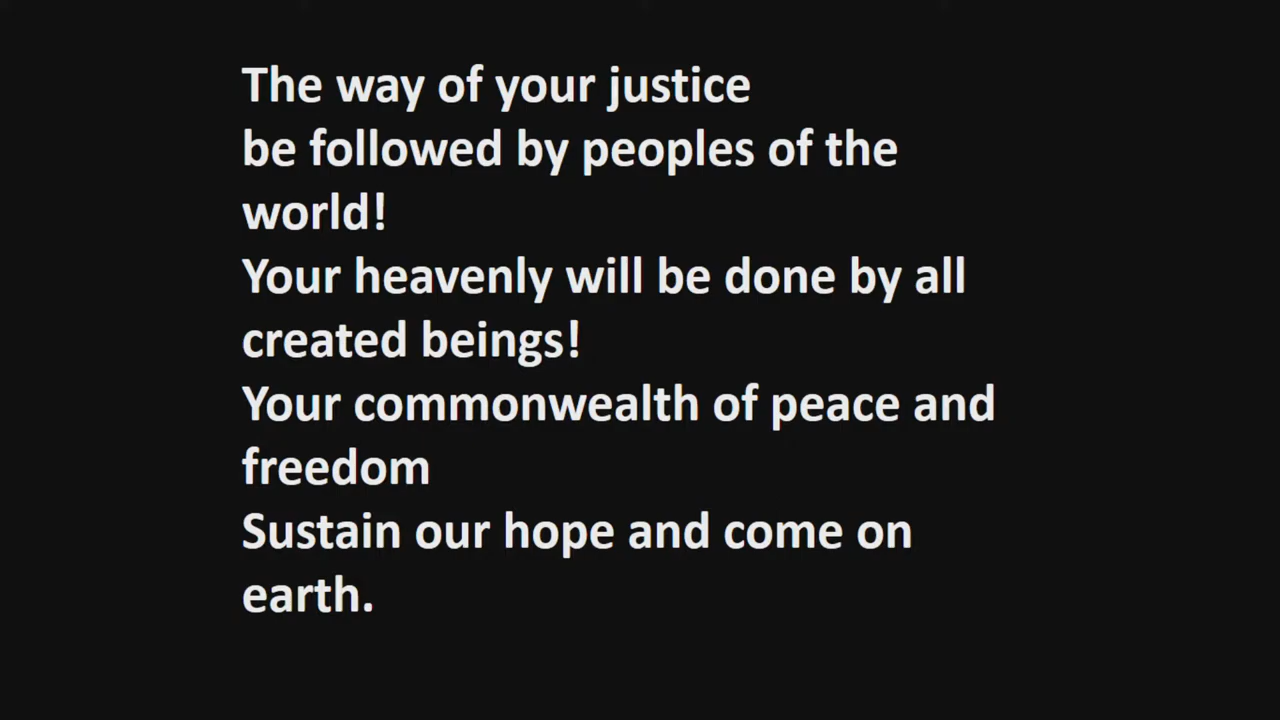 The way of your justice
be followed by peoples of the
world!
Your heavenly will be done by all
created beings!
Your commonwealth of peace and
freedom
Sustain our hope and come on
earth.